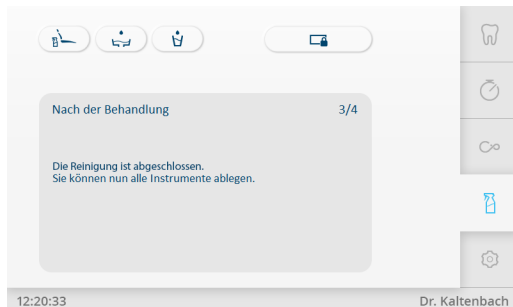 Nach der Behandlung 3/4
Die Reinigung ist abgeschlossen.
Sie können nun alle Instrumente ablegen.
12:20:33 Dr. Kaltenbach